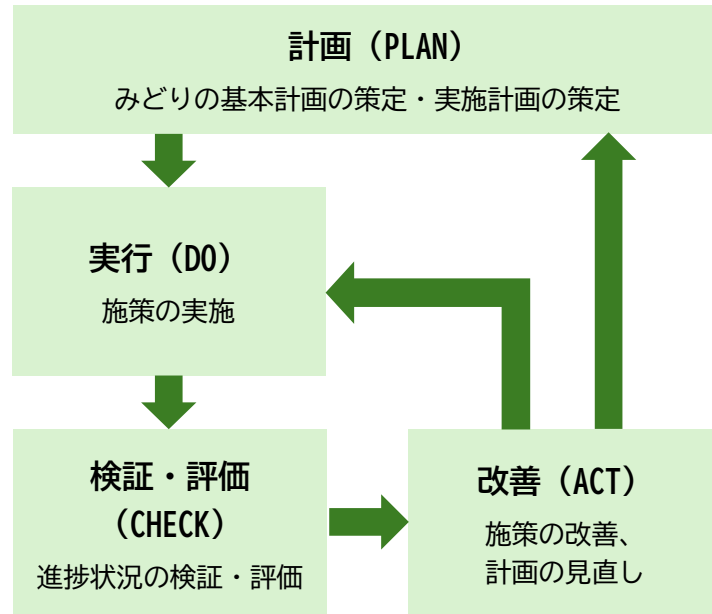 計画（PLAN）
みどりの基本計画の策定・実施計画の策定
実行（DO）
施策の実施
検証・評価
（CHECK）
進捗状況の検証・評価
改善（ACT）
施策の改善、
計画の見直し